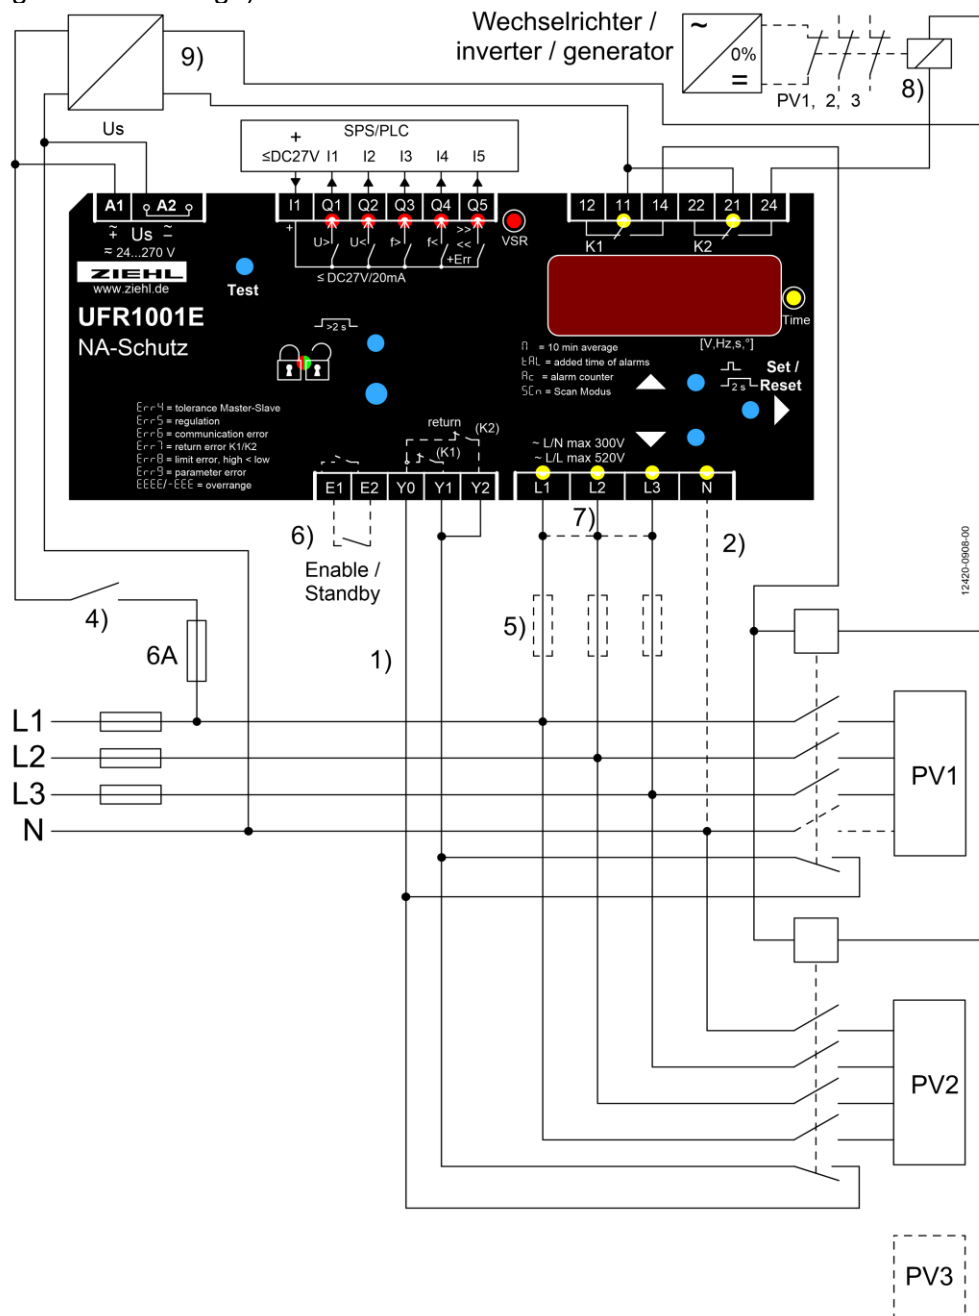 Wechselrichter /
inverter / generator
~
0%
=
PV1, 2, 3
8)
9)
Us
SPS/PLC
+
≤DC27V I1 I2 I3 I4 I5
A1 A2
I1 Q1 Q2 Q3 Q4 Q5
12 11 14 22 21 24
+ Us ~
~ –
≂ 24...270 V
ZIEHL
www.ziehl.de
Test
+ U> U< f> f< >>
<<
+Err
VSR
≤ DC27V/20mA
K1 K2
UFR1001E
NA-Schutz
>2 s
Time
[V,Hz,s,°]
= 10 min average
tAL = added time of alarms
Ac = alarm counter
SCn = Scan Modus
Set /
Reset
2 s
Err4 = tolerance Master-Slave
Err5 = regulation
Err6 = communication error
Err7 = return error K1/K2
Err8 = limit error, high < low
Err9 = parameter error
EEEE/-EEE = overrange
return
(K2)
(K1)
~ L/N max 300V
~ L/L max 520V
E1 E2 Y0 Y1 Y2
L1 L2 L3 N
6)
7)
2)
Enable /
Standby
12420-0908-00
4)
5)
6A
1)
L1
L2
L3
N
PV1
PV2
PV3